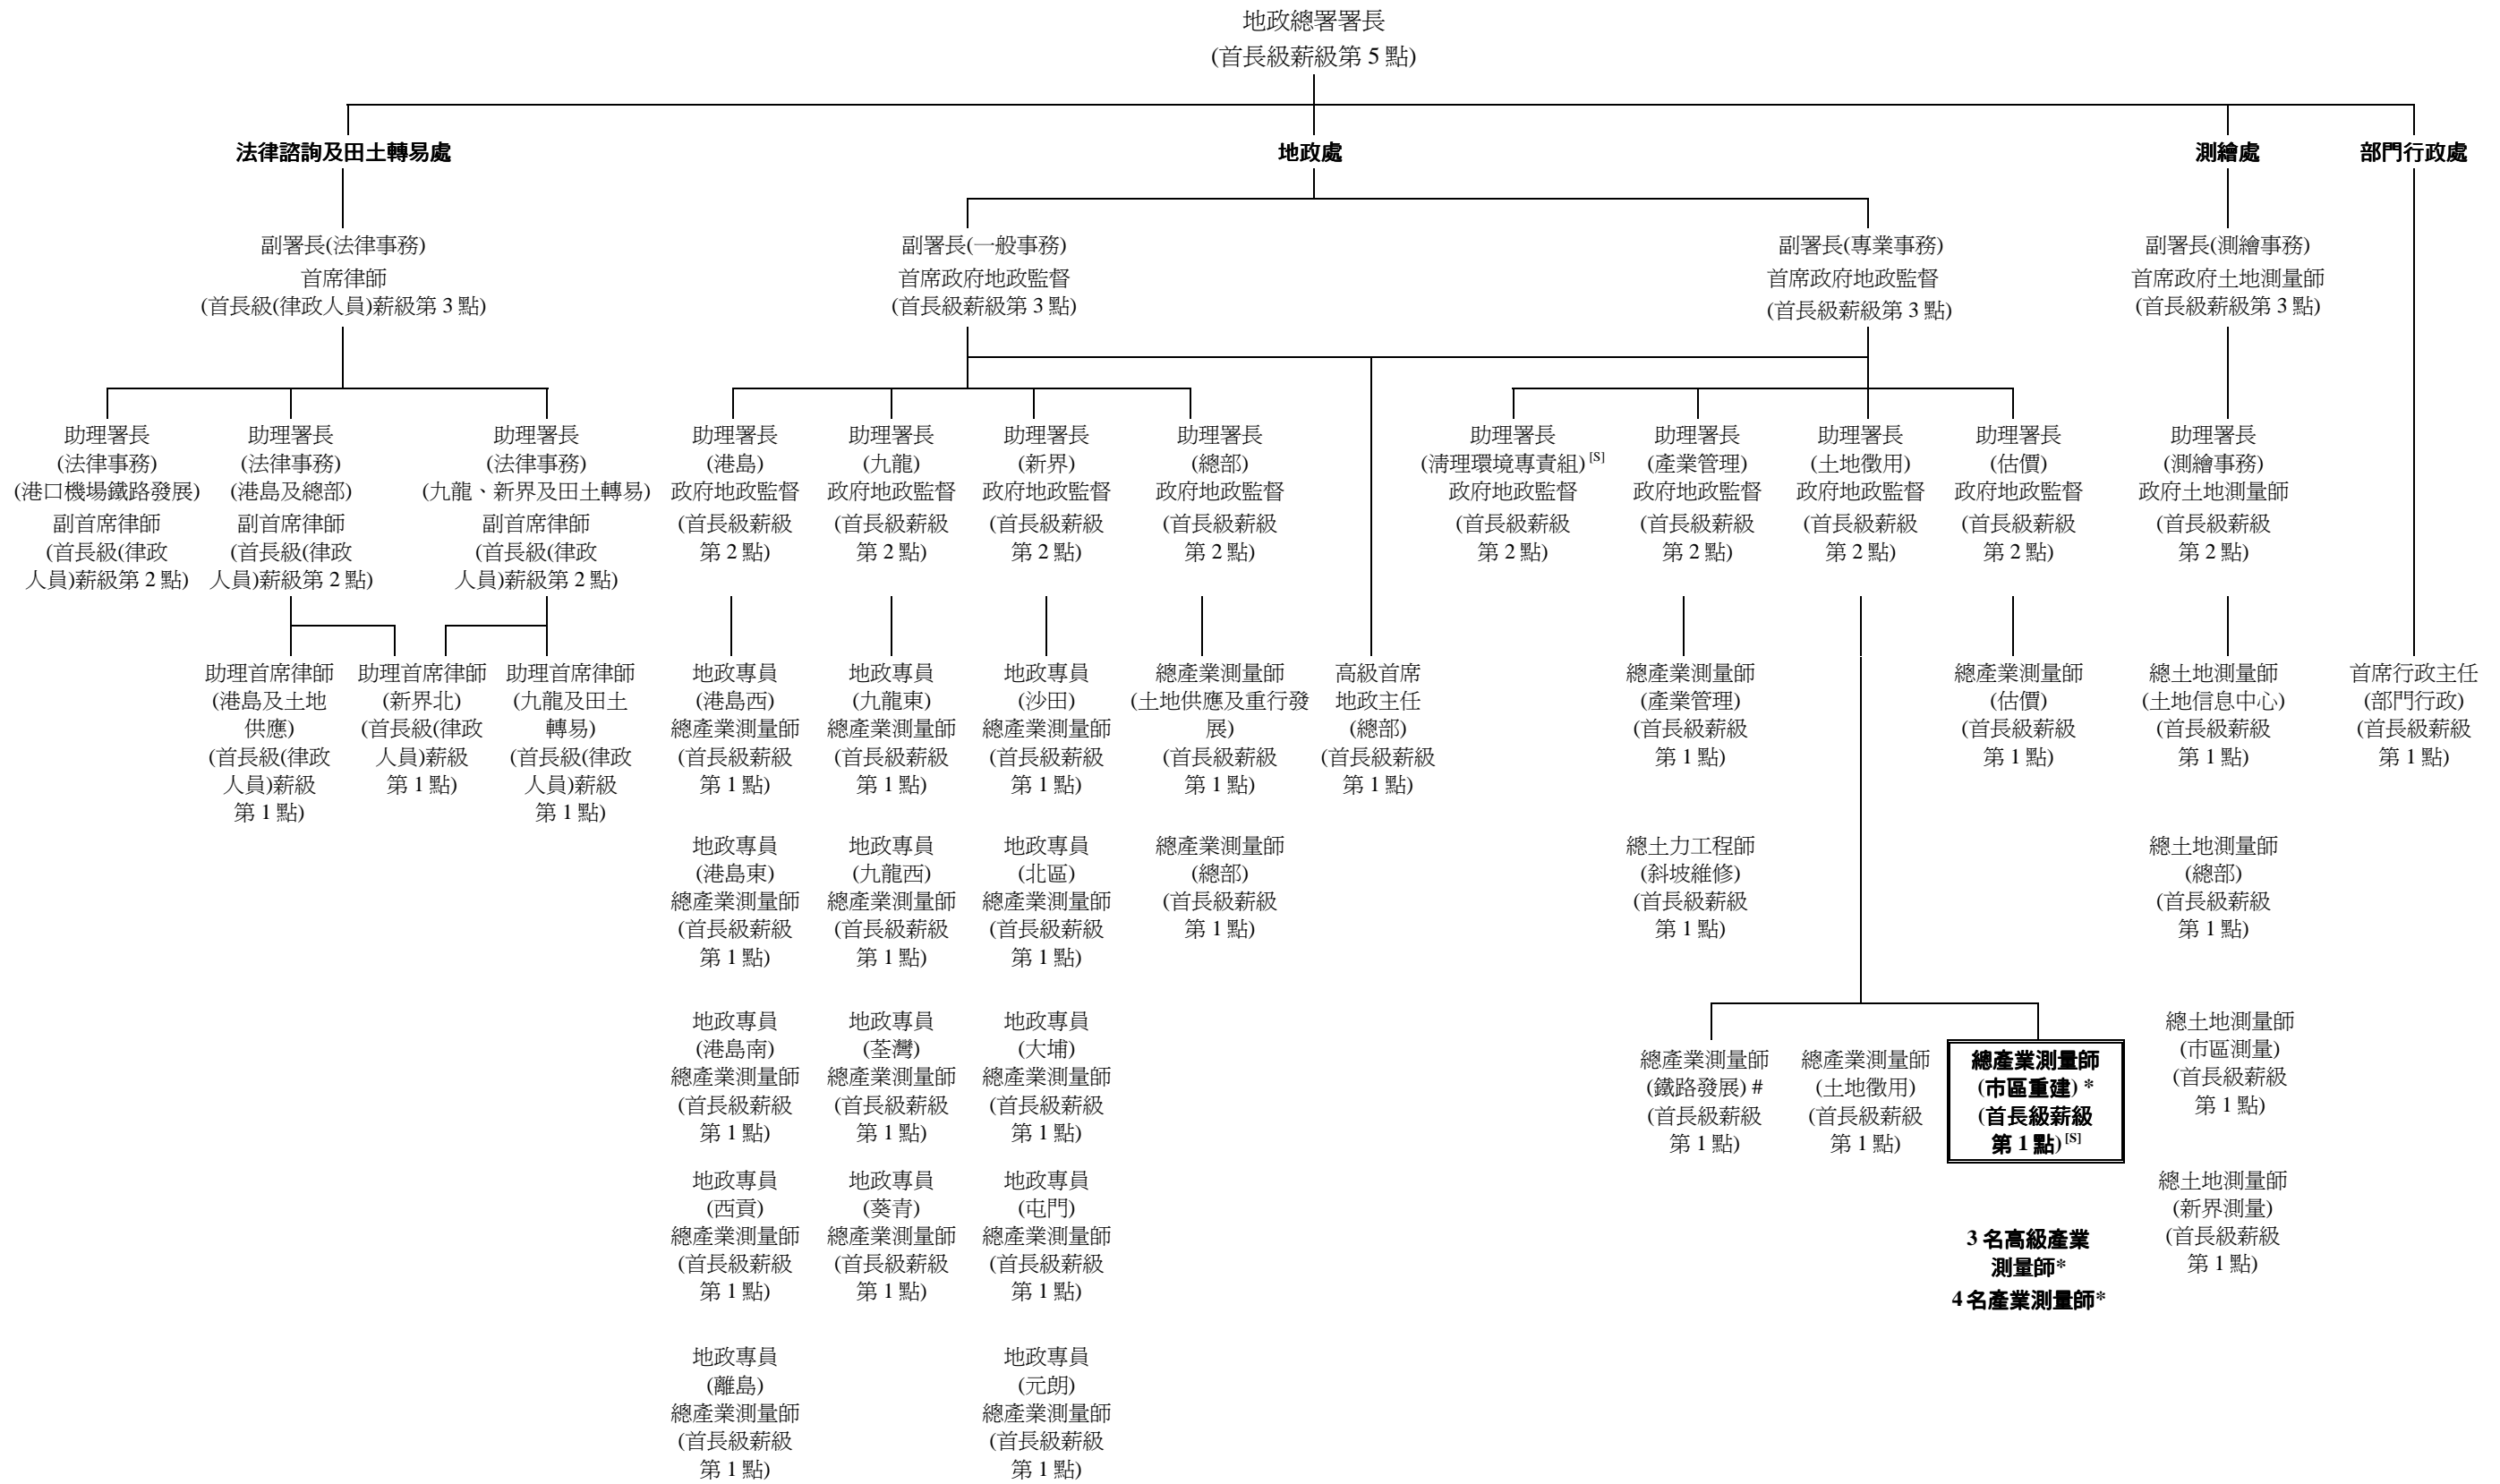 地政總署署長
(首長級薪級第 5 點)
法律諮詢及田土轉易處
地政處
測繪處
部門行政處
副署長(法律事務)
首席律師
(首長級(律政人員)薪級第 3 點)
副署長(一般事務)
首席政府地政監督
(首長級薪級第 3 點)
副署長(專業事務)
首席政府地政監督
(首長級薪級第 3 點)
副署長(測繪事務)
首席政府土地測量師
(首長級薪級第 3 點)
助理署長
(法律事務)
(港口機場鐵路發展)
副首席律師
(首長級(律政
人員)薪級第 2 點)
助理署長
(法律事務)
(港島及總部)
副首席律師
(首長級(律政
人員)薪級第 2 點)
助理署長
(法律事務)
(九龍、新界及田土轉易)
副首席律師
(首長級(律政
人員)薪級第 2 點)
助理署長
(港島)
政府地政監督
(首長級薪級
第 2 點)
助理署長
(九龍)
政府地政監督
(首長級薪級
第 2 點)
助理署長
(新界)
政府地政監督
(首長級薪級
第 2 點)
助理署長
(總部)
政府地政監督
(首長級薪級
第 2 點)
助理署長
(清理環境專責組) [S]
政府地政監督
(首長級薪級
第 2 點)
助理署長
(產業管理)
政府地政監督
(首長級薪級
第 2 點)
助理署長
(土地徵用)
政府地政監督
(首長級薪級
第 2 點)
助理署長
(估價)
政府地政監督
(首長級薪級
第 2 點)
助理署長
(測繪事務)
政府土地測量師
(首長級薪級
第 2 點)
助理首席律師
(港島及土地
供應)
(首長級(律政
人員)薪級
第 1 點)
助理首席律師
(新界北)
(首長級(律政
人員)薪級
第 1 點)
助理首席律師
(九龍及田土
轉易)
(首長級(律政
人員)薪級
第 1 點)
地政專員
(港島西)
總產業測量師
(首長級薪級
第 1 點)
地政專員
(九龍東)
總產業測量師
(首長級薪級
第 1 點)
地政專員
(沙田)
總產業測量師
(首長級薪級
第 1 點)
總產業測量師
(土地供應及重行發
展)
(首長級薪級
第 1 點)
高級首席
地政主任
(總部)
(首長級薪級
第 1 點)
總產業測量師
(產業管理)
(首長級薪級
第 1 點)
總產業測量師
(估價)
(首長級薪級
第 1 點)
總土地測量師
(土地信息中心)
(首長級薪級
第 1 點)
首席行政主任
(部門行政)
(首長級薪級
第 1 點)
地政專員
(港島東)
總產業測量師
(首長級薪級
第 1 點)
地政專員
(九龍西)
總產業測量師
(首長級薪級
第 1 點)
地政專員
(北區)
總產業測量師
(首長級薪級
第 1 點)
總產業測量師
(總部)
(首長級薪級
第 1 點)
總土力工程師
(斜坡維修)
(首長級薪級
第 1 點)
總土地測量師
(總部)
(首長級薪級
第 1 點)
地政專員
(港島南)
總產業測量師
(首長級薪級
第 1 點)
地政專員
(荃灣)
總產業測量師
(首長級薪級
第 1 點)
地政專員
(大埔)
總產業測量師
(首長級薪級
第 1 點)
總產業測量師
(鐵路發展) #
(首長級薪級
第 1 點)
總產業測量師
(土地徵用)
(首長級薪級
第 1 點)
總產業測量師
(市區重建) *
(首長級薪級
第 1 點) [S]
總土地測量師
(市區測量)
(首長級薪級
第 1 點)
地政專員
(西貢)
總產業測量師
(首長級薪級
第 1 點)
地政專員
(葵青)
總產業測量師
(首長級薪級
第 1 點)
地政專員
(屯門)
總產業測量師
(首長級薪級
第 1 點)
3 名高級產業
測量師*
4 名產業測量師*
總土地測量師
(新界測量)
(首長級薪級
第 1 點)
地政專員
(離島)
總產業測量師
(首長級薪級
第 1 點)
地政專員
(元朗)
總產業測量師
(首長級薪級
第 1 點)